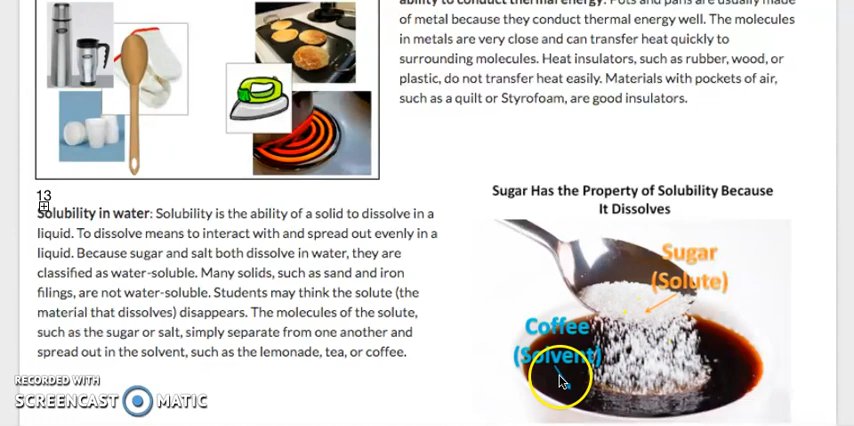 ability to conduct thermal energy. Pots and pans are usually made
of metal because they conduct thermal energy well. The molecules
in metals are very close and can transfer heat quickly to
surrounding molecules. Heat insulators, such as rubber, wood, or
plastic, do not transfer heat easily. Materials with pockets of air,
such as a quilt or Styrofoam, are good insulators.
13
Solubility in water: Solubility is the ability of a solid to dissolve in a
liquid. To dissolve means to interact with and spread out evenly in a
liquid. Because sugar and salt both dissolve in water, they are
classified as water-soluble. Many solids, such as sand and iron
filings, are not water-soluble. Students may think the solute (the
material that dissolves) disappears. The molecules of the solute,
such as the sugar or salt, simply separate from one another and
spread out in the solvent, such as the lemonade, tea, or coffee.
Sugar Has the Property of Solubility Because
It Dissolves
Sugar
(Solute)
Coffee
(Solvent)
RECORDED WITH
SCREENCAST MATIC